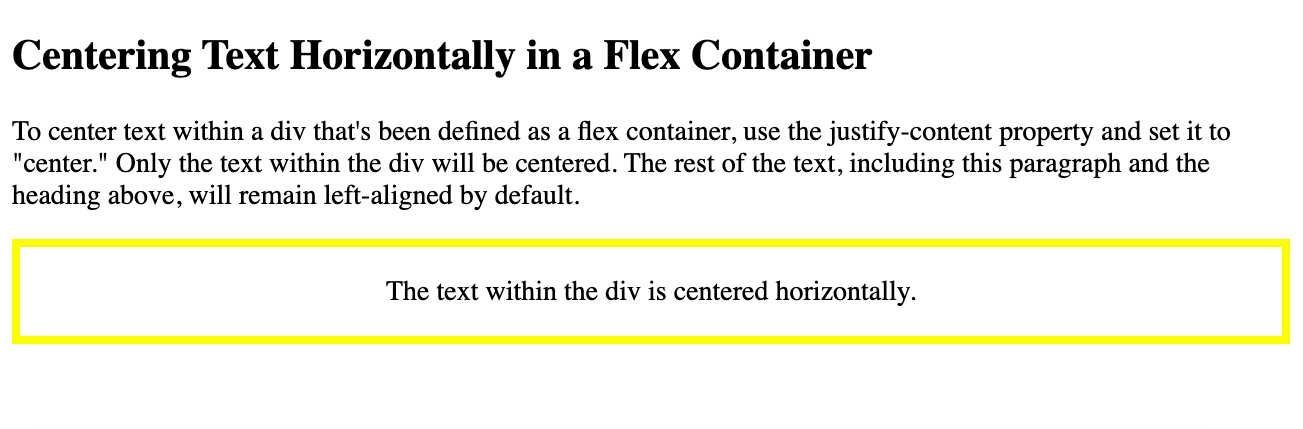 Centering Text Horizontally in a Flex Container
To center text within a div that's been defined as a flex container, use the justify-content property and set it to
"center." Only the text within the div will be centered. The rest of the text, including this paragraph and the
heading above, will remain left-aligned by default.
The text within the div is centered horizontally.